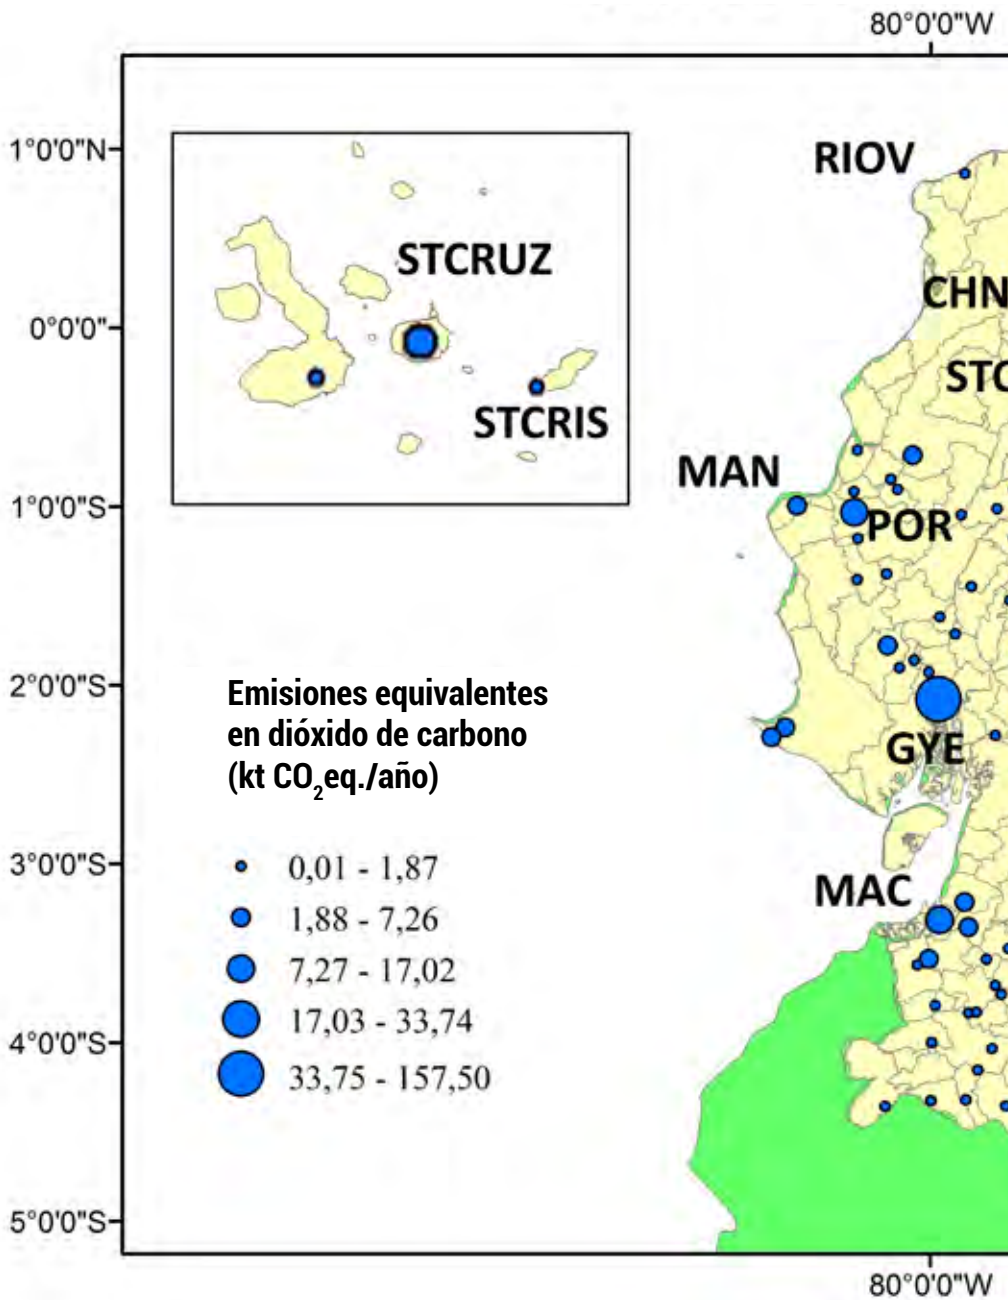 80°0'0"W
1°0'0"N
RIOV
STCRUZ
CHN
0°0'0"
STC
STCRIS
MAN
1°0'0"S
POR
Emisiones equivalentes
2°0'0"S
en dióxido de carbono
GYE
(kt CO₂eq./año)
3°0'0"S
0,01 - 1,87
MAC
1,88 - 7,26
7,27 - 17,02
17,03 - 33,74
4°0'0"S
33,75 - 157,50
5°0'0"S
80°0'0"W